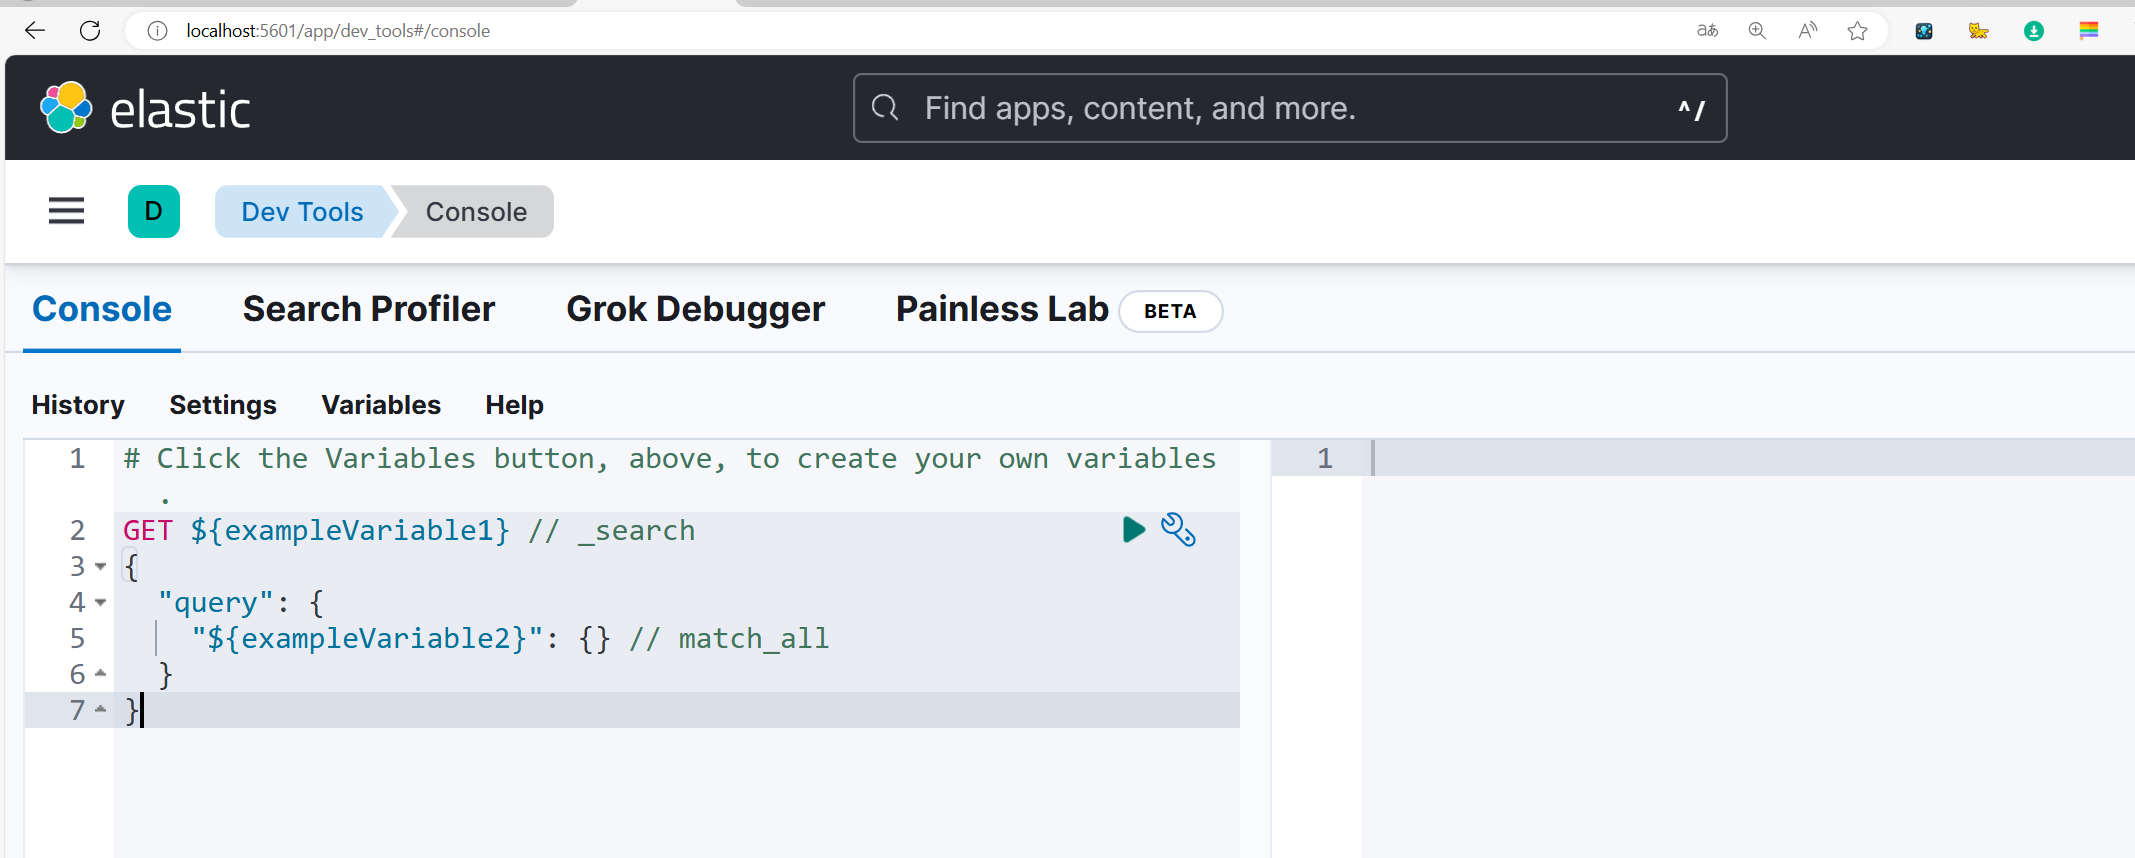 localhost:5601/app/dev_tools#/console
aあ
A
elastic
Find apps, content, and more.
^/
D
Dev Tools
Console
Console
Search Profiler
Grok Debugger
Painless Lab
BETA
History
Settings
Variables
Help
1 # Click the Variables button, above, to create your own variables
.
2 GET ${exampleVariable1} // _search
3 {
4 "query": {
5 "${exampleVariable2}": {} // match_all
6 }
7 }
1